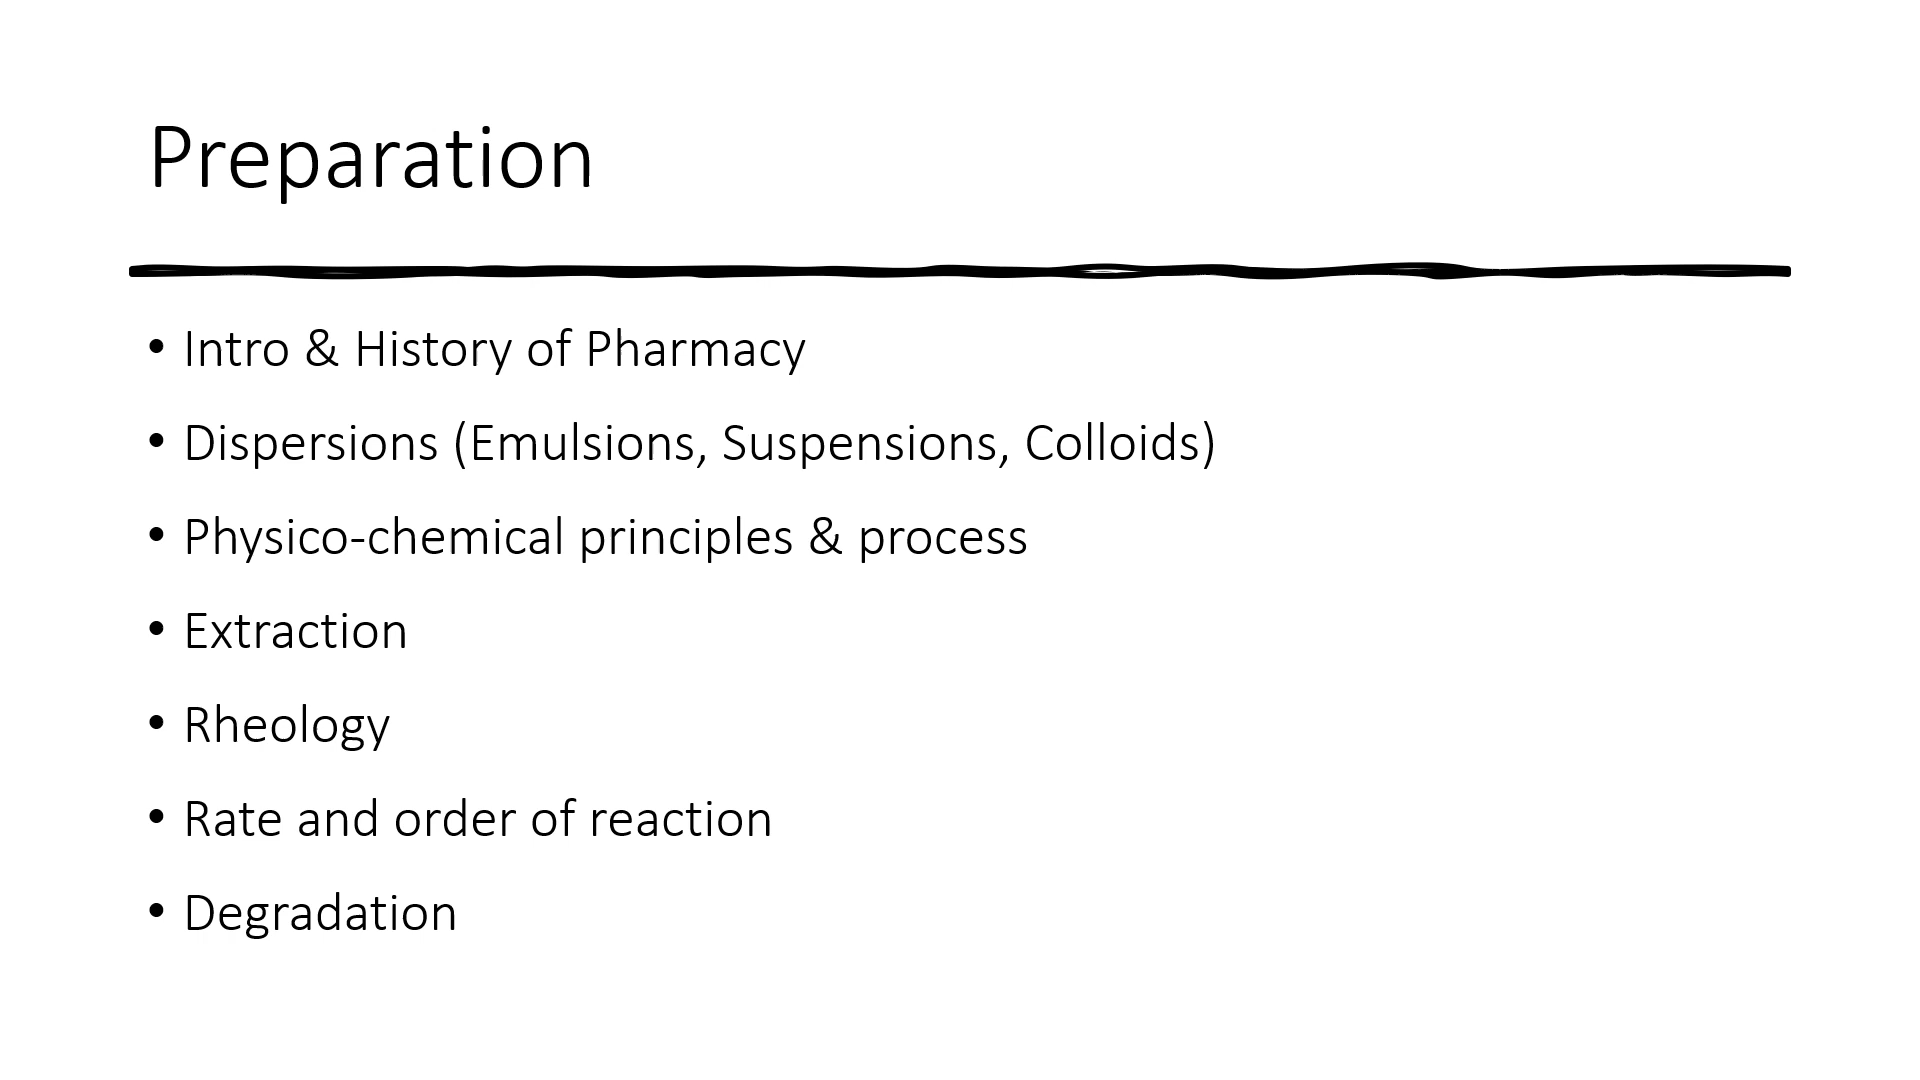 Preparation
• Intro & History of Pharmacy
• Dispersions (Emulsions, Suspensions, Colloids)
• Physico-chemical principles & process
• Extraction
• Rheology
• Rate and order of reaction
• Degradation